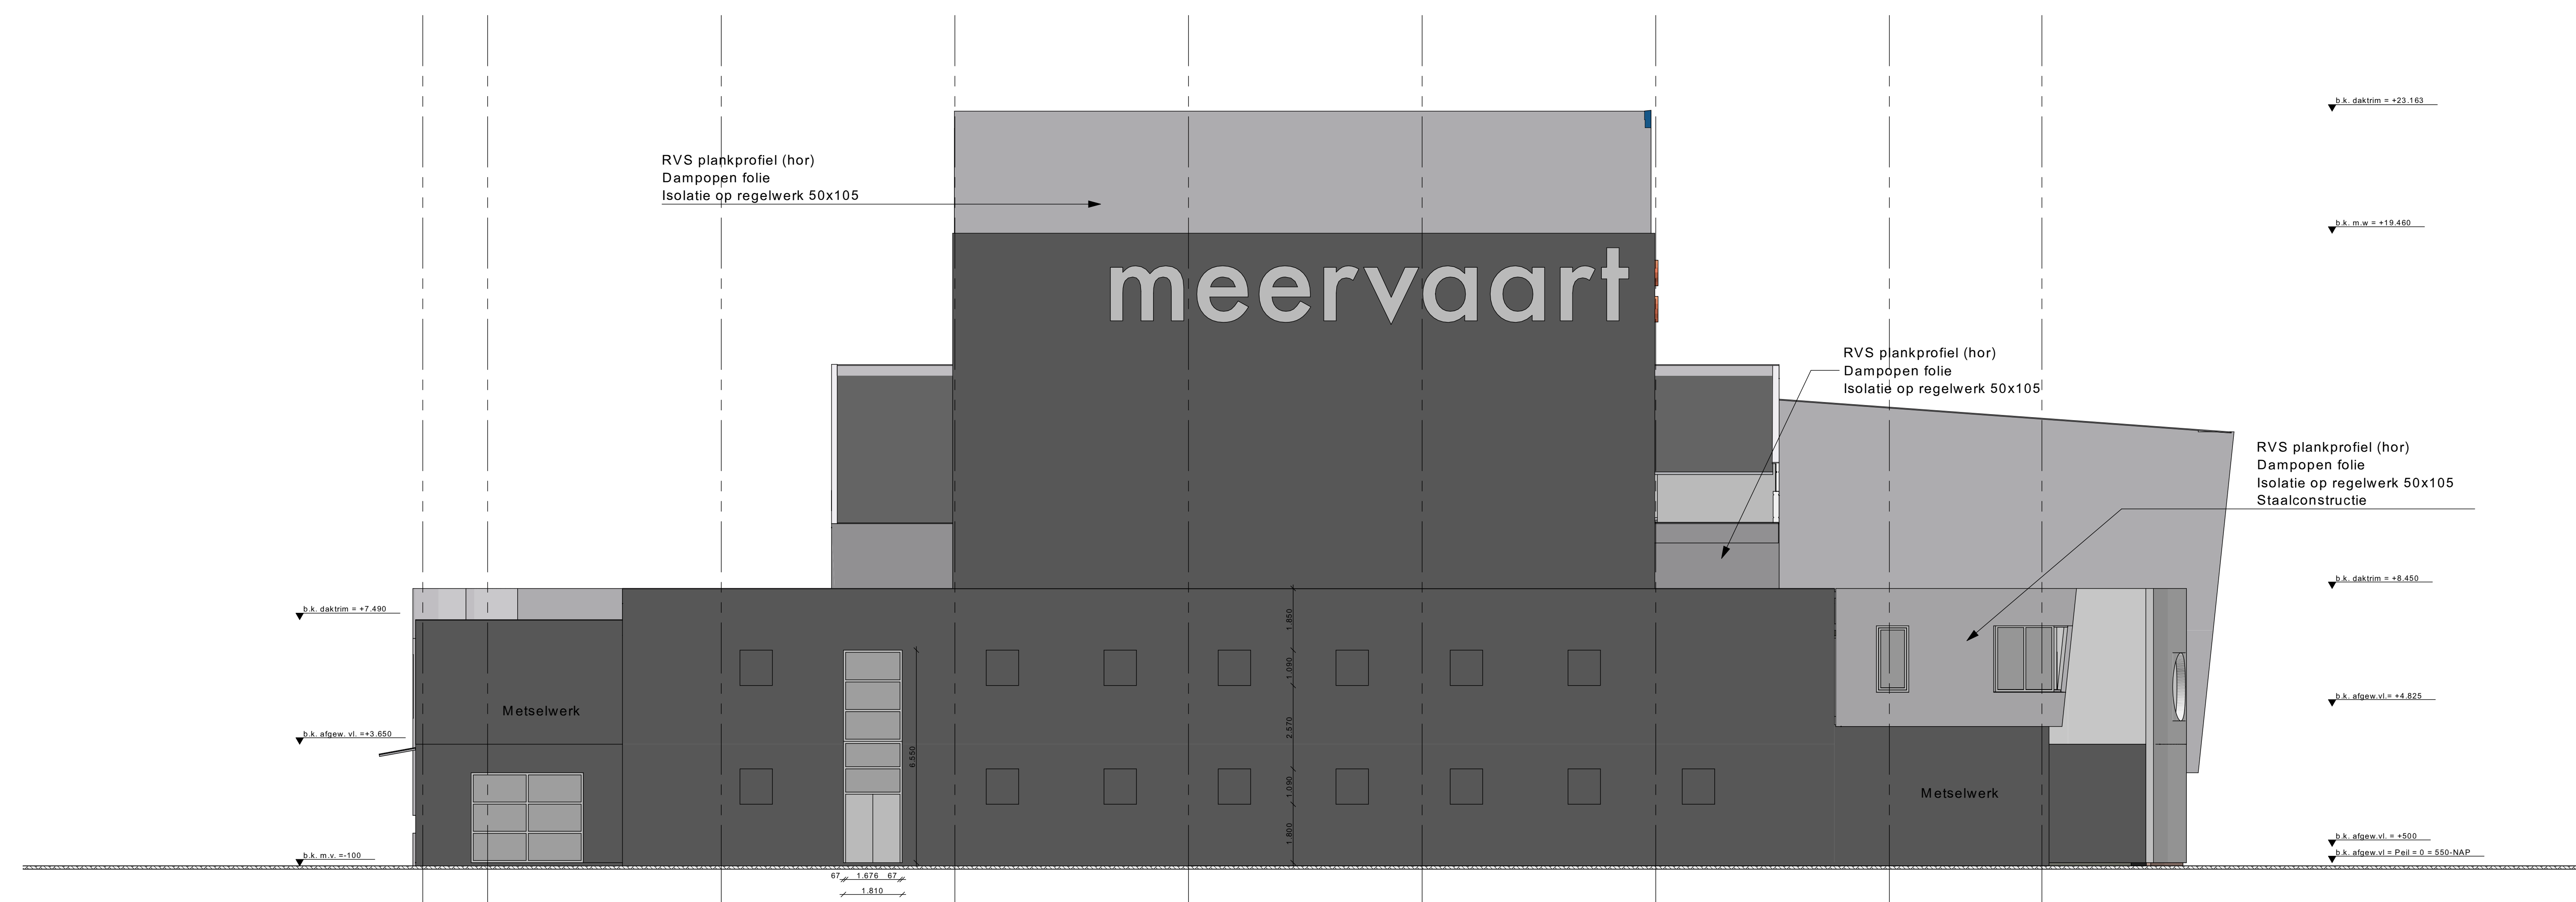 b.k. daktrim = +23.163
RVS plankprofiel (hor)
Dampopen folie
Isolatie op regelwerk 50x105
b.k. m.w = +19.460
meervaart
RVS plankprofiel (hor)
Dampopen folie
Isolatie op regelwerk 50x105
RVS plankprofiel (hor)
Dampopen folie
Isolatie op regelwerk 50x105
Staalconstructie
b.k. daktrim = +8.450
b.k. daktrim = +7.490
1.850
1.090
b.k. afgew.vl.= +4.825
Metselwerk
2.570
b.k. afgew. vl. =+3.650
6.550
1.090
Metselwerk
1.800
b.k. afgew.vl. = +500
b.k. m.v. =-100
b.k. afgew.vl = Peil = 0 = 550-NAP
67 1.676 67
1.810